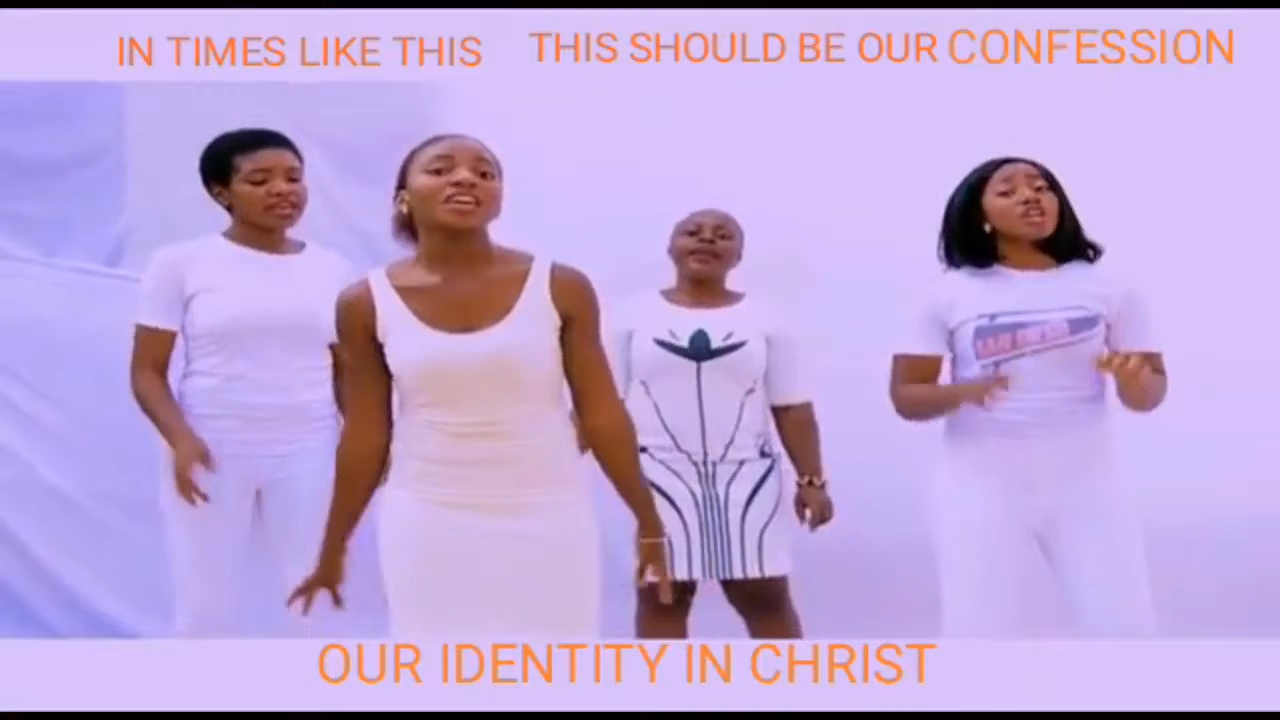 IN TIMES LIKE THIS THIS SHOULD BE OUR CONFESSION
OUR IDENTITY IN CHRIST